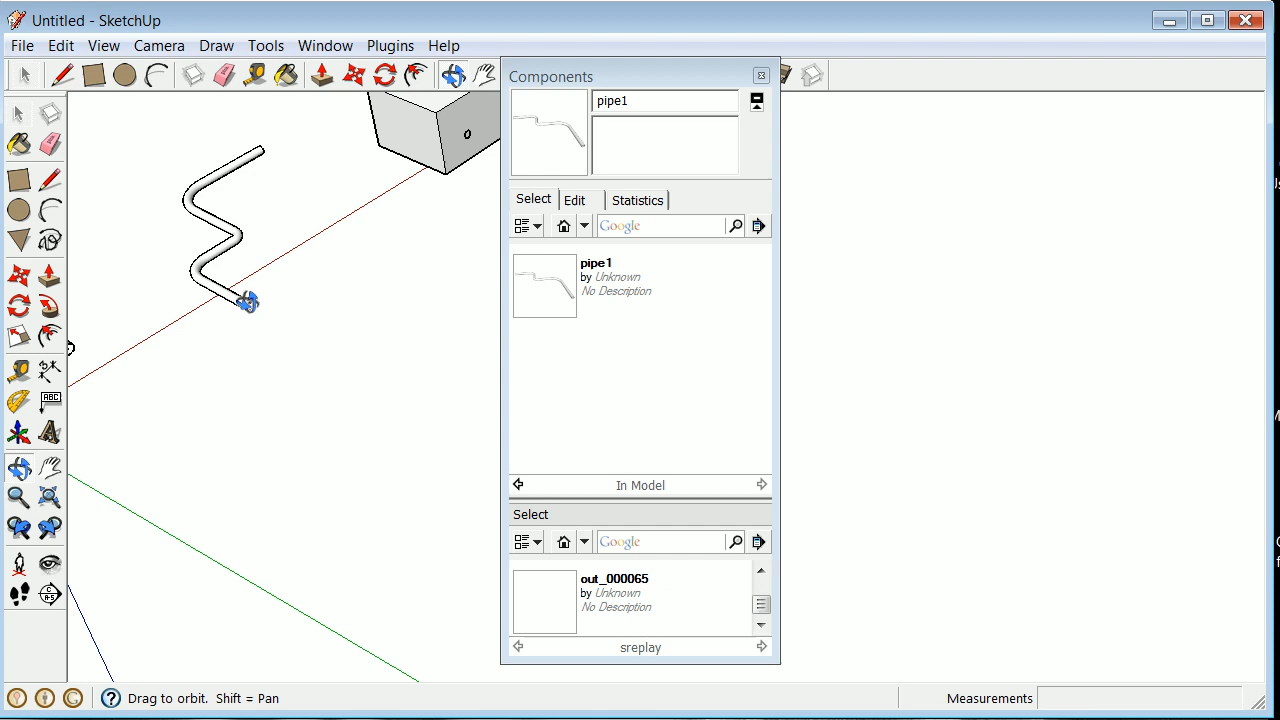 Untitled - SketchUp
File Edit View Camera Draw Tools Window Plugins Help
Components
pipe1
Select Edit Statistics
Google
pipe1
by Unknown
No Description
In Model
Select
Google
out_000065
by Unknown
No Description
sreplay
ABC
A
C
A-5
Drag to orbit. Shift = Pan
Measurements